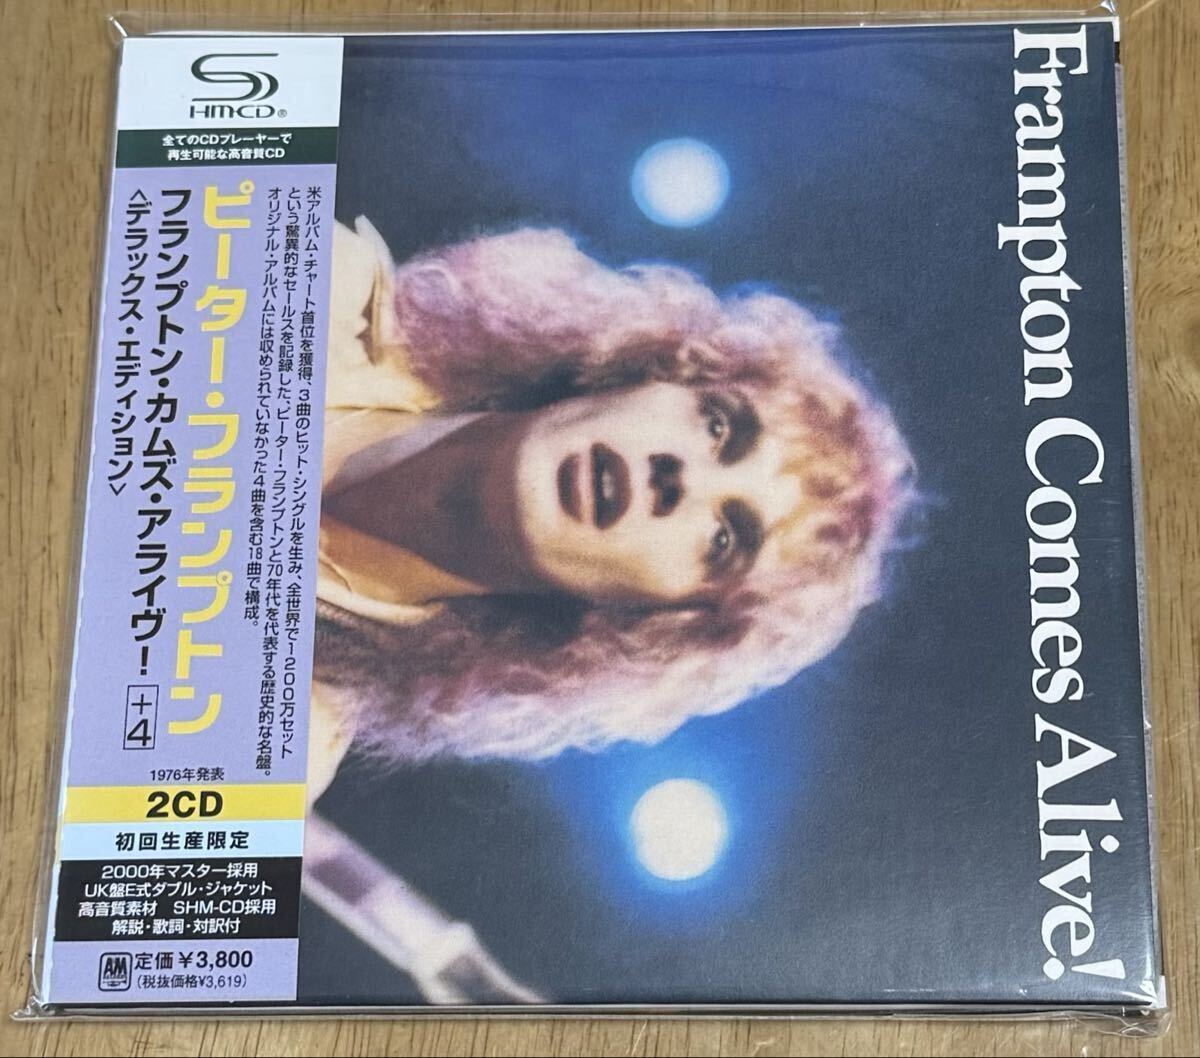 SHM-CD®
全てのCDプレーヤーで
再生可能な高音質CD
米アルバム・チャート首位を獲得、3曲のヒット・シングルを生み、全世界で1200万セット
という驚異的なセールスを記録した、ピーター・フランプトンと70年代を代表する歴史的な名盤。
オリジナル・アルバムには収められていなかった4曲を含む18曲で構成。
ピーター・フランプトン
フランプトン・カムズ・アライヴ! +4
<デラックス・エディション>
1976年発表
2CD
初回生産限定
2000年マスター採用
UK盤E式ダブル・ジャケット
高音質素材 SHM-CD採用
解説・歌詞・対訳付
AM
定価¥3,800
(税抜価格¥3,619)
Frampton Comes Alive!